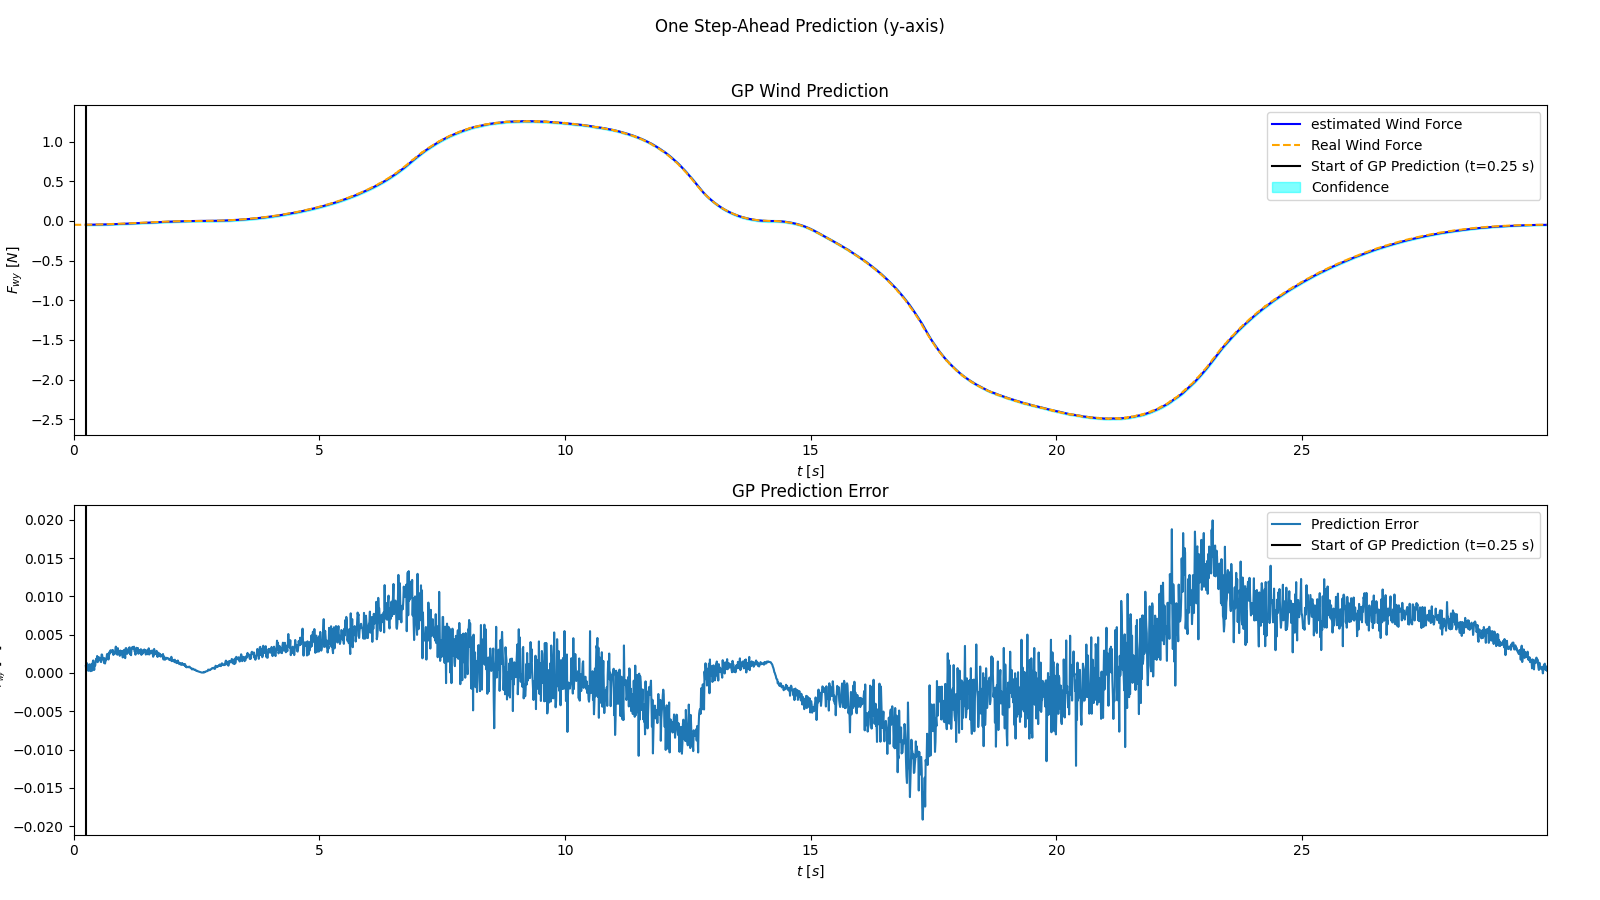 One Step-Ahead Prediction (y-axis)
GP Wind Prediction
1.0
0.5
0.0
−0.5
−1.0
−1.5
−2.0
−2.5
F_wy [N]
estimated Wind Force
Real Wind Force
Start of GP Prediction (t=0.25 s)
Confidence
0 5 10 15 20 25
t [s]
GP Prediction Error
0.020
0.015
0.010
0.005
0.000
−0.005
−0.010
−0.015
−0.020
Prediction Error
Start of GP Prediction (t=0.25 s)
0 5 10 15 20 25
t [s]